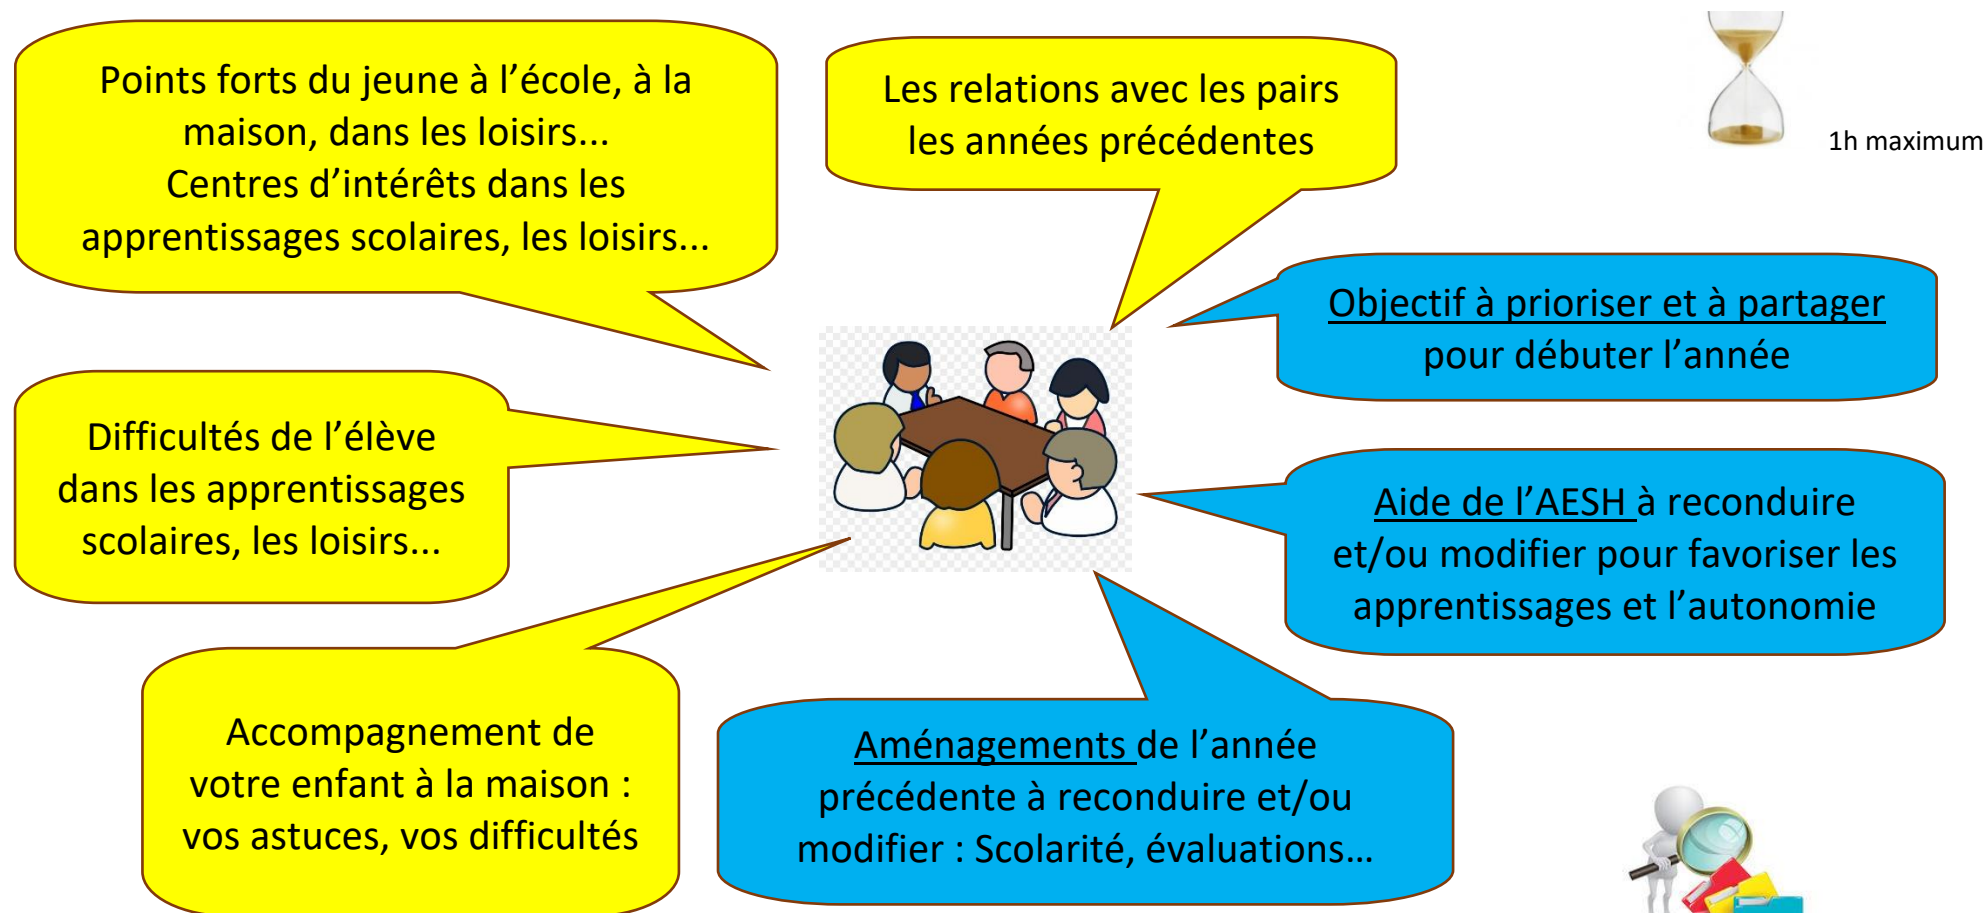 Points forts du jeune à l’école, à la
maison, dans les loisirs...
Centres d’intérêts dans les
apprentissages scolaires, les loisirs...
Les relations avec les pairs
les années précédentes
1h maximum
Objectif à prioriser et à partager
pour débuter l’année
Difficultés de l’élève
dans les apprentissages
scolaires, les loisirs...
Aide de l’AESH à reconduire
et/ou modifier pour favoriser les
apprentissages et l’autonomie
Accompagnement de
votre enfant à la maison :
vos astuces, vos difficultés
Aménagements de l’année
précédente à reconduire et/ou
modifier : Scolarité, évaluations…